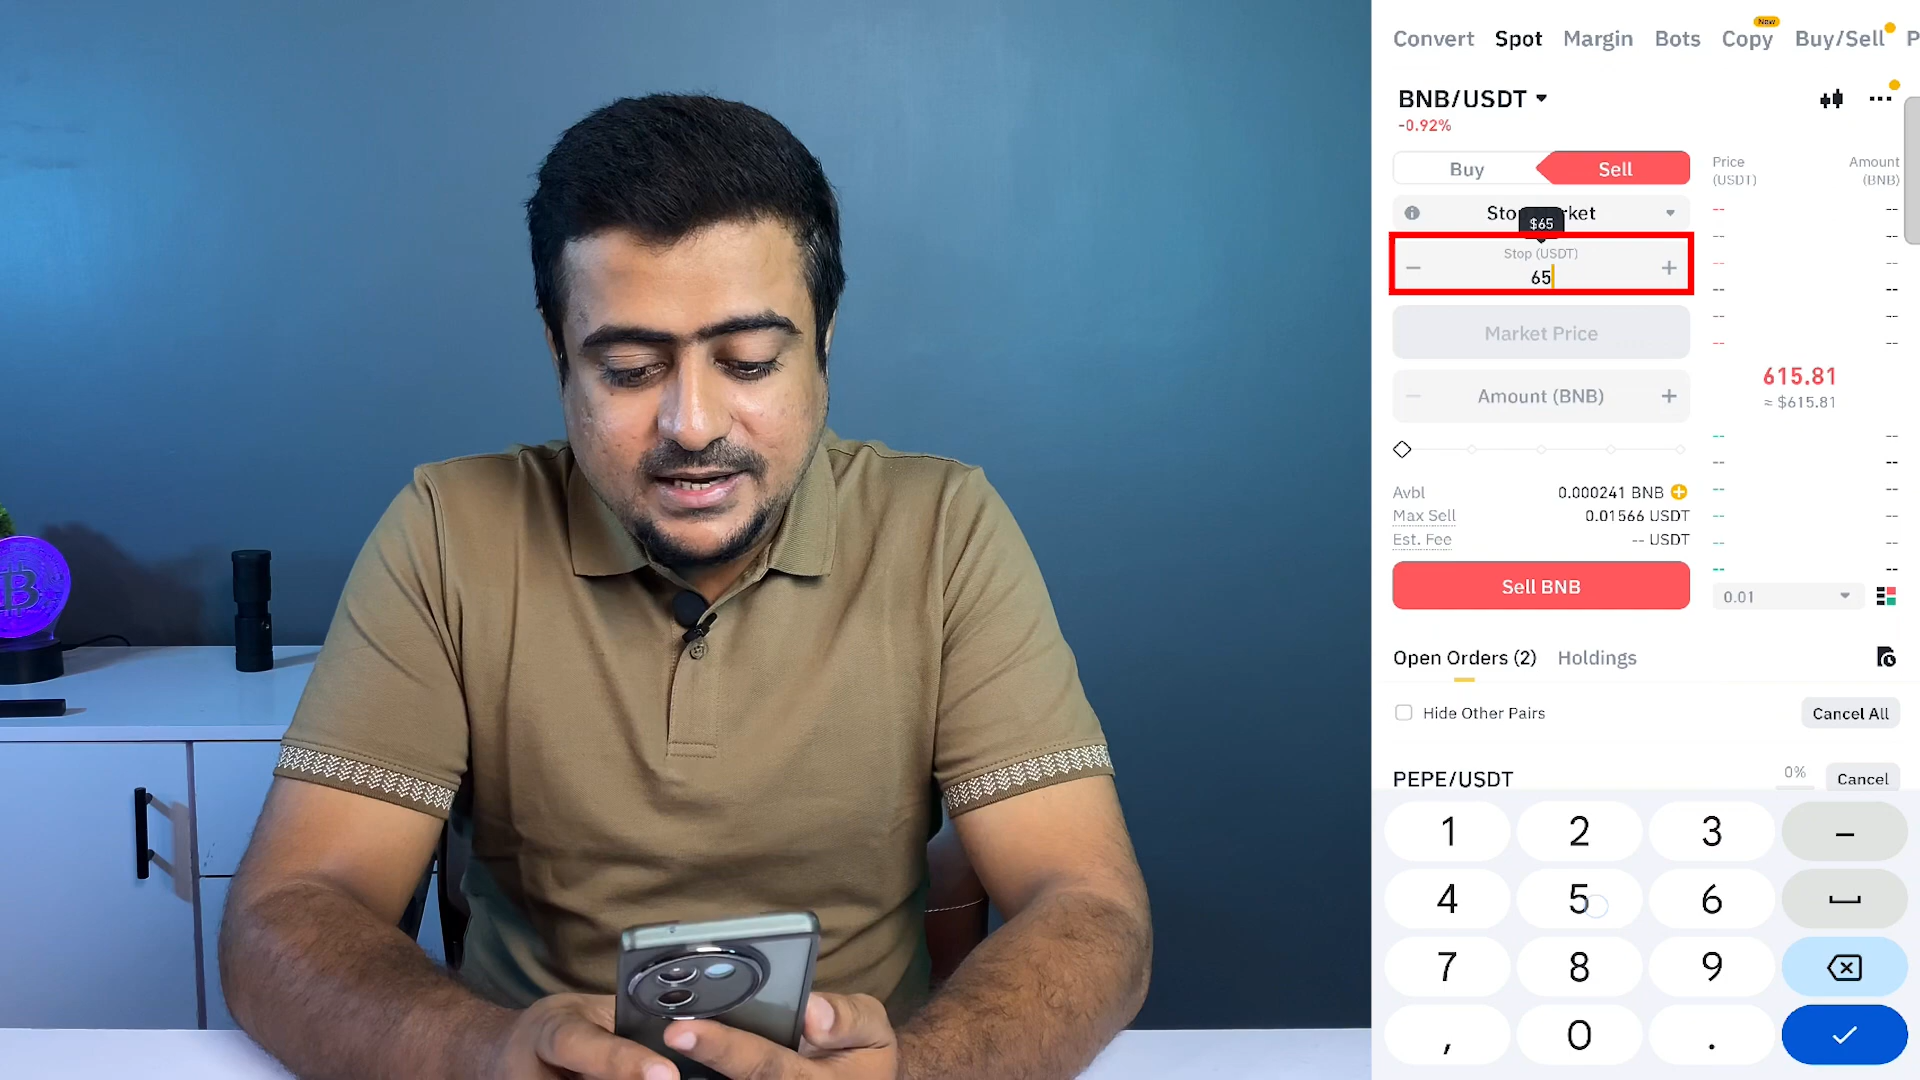 Convert Spot Margin Bots Copy New Buy/Sell P
BNB/USDT
-0.92%
Buy Sell
Price (USDT) Amount (BNB)
$65
Stop (USDT)
65
Market Price
Amount (BNB)
615.81
≈ $615.81
Avbl 0.000241 BNB
Max Sell 0.01566 USDT
Est. Fee -- USDT
Sell BNB
0.01
Open Orders (2) Holdings
Hide Other Pairs Cancel All
PEPE/USDT 0% Cancel
1 2 3 –
4 5 6
7 8 9
, 0 .